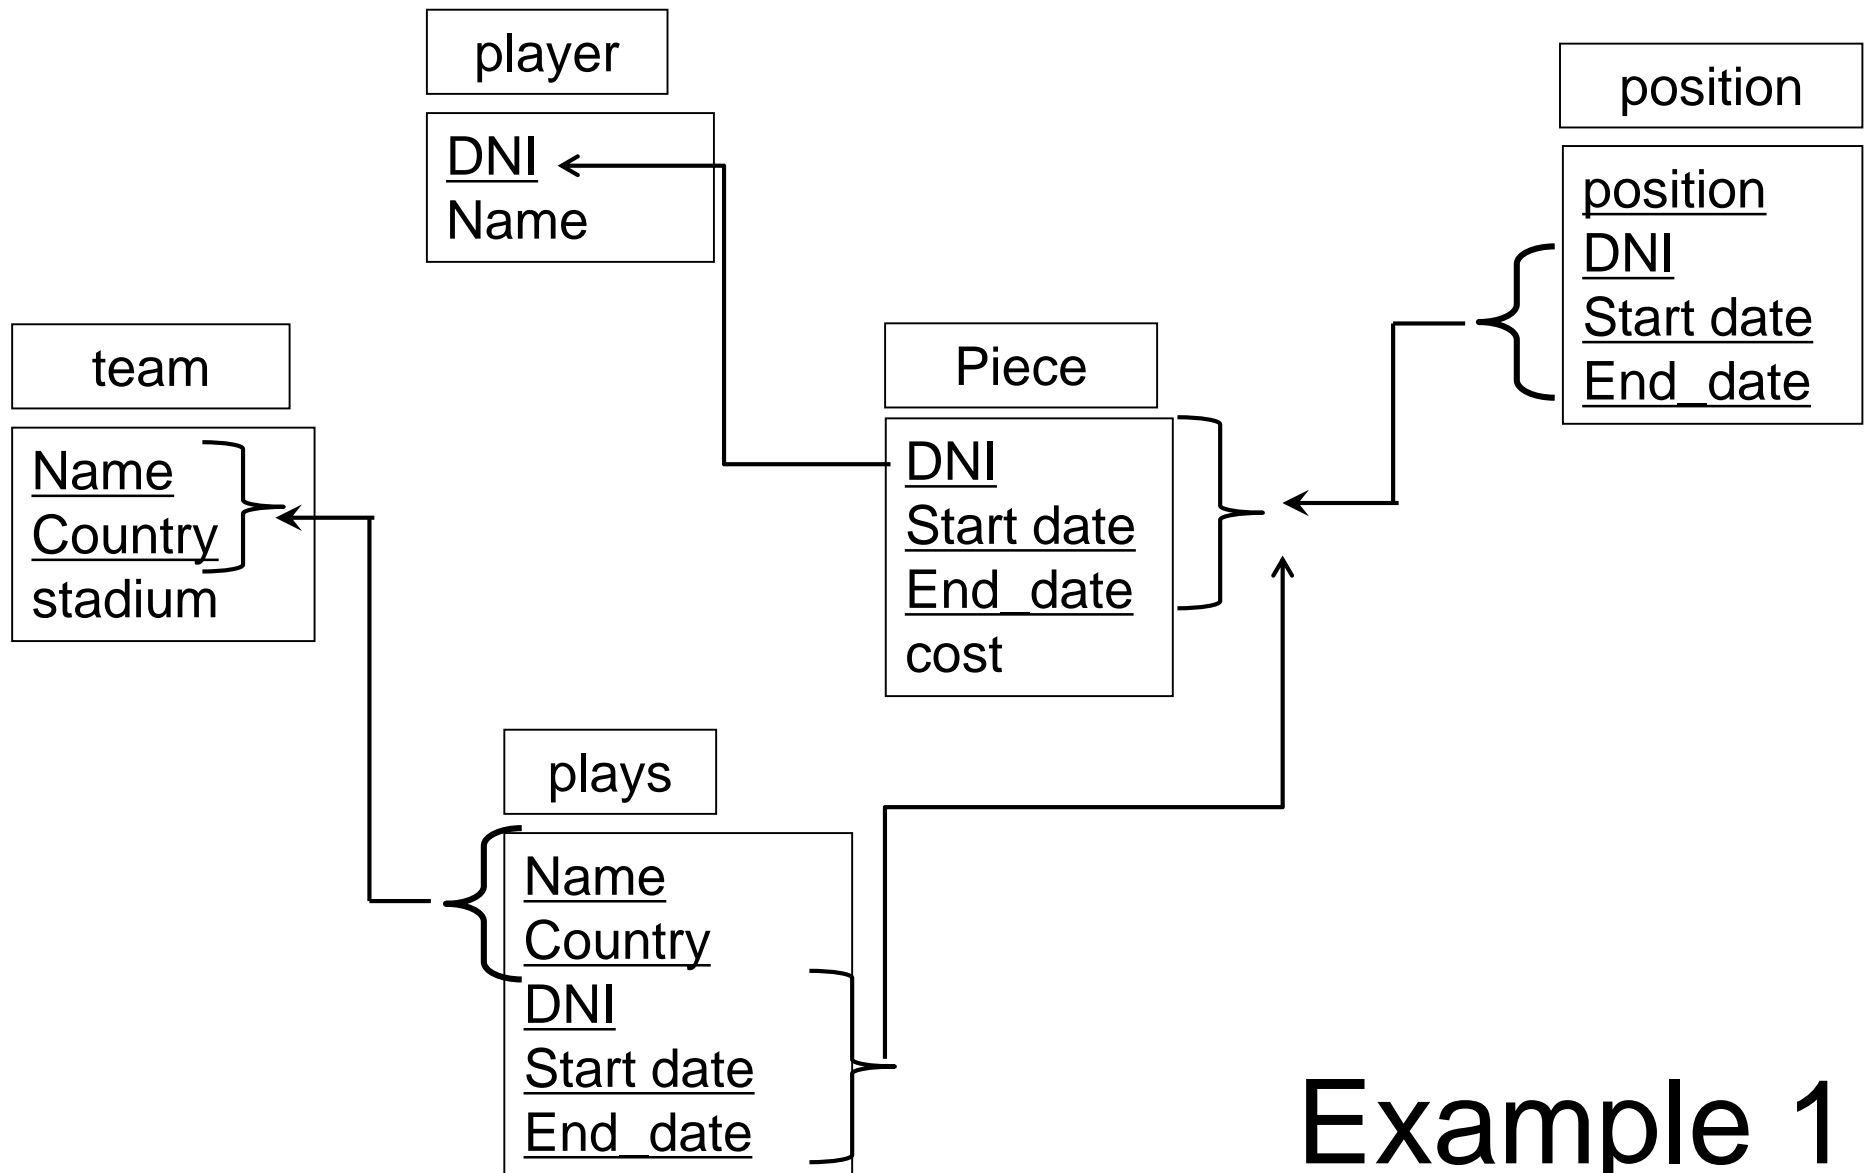 player
DNI
Name
position
position
DNI
Start date
End_date
team
Name
Country
stadium
Piece
DNI
Start date
End_date
cost
plays
Name
Country
DNI
Start date
End_date
Example 1